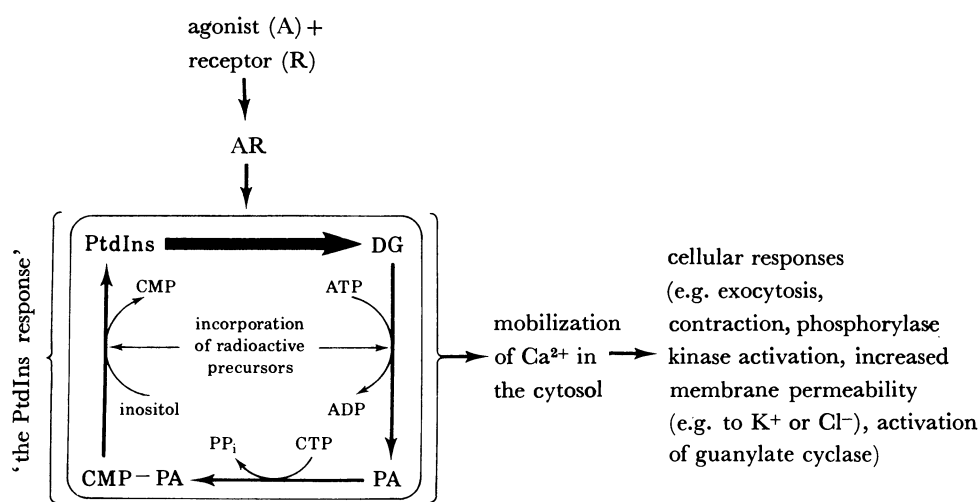 agonist (A) +
receptor (R)
AR
'the PtdIns response'
PtdIns
DG
CMP
ATP
incorporation
of radioactive
precursors
inositol
ADP
PPi
CTP
CMP–PA
PA
mobilization
of Ca²⁺ in
the cytosol
cellular responses
(e.g. exocytosis,
contraction, phosphorylase
kinase activation, increased
membrane permeability
(e.g. to K⁺ or Cl⁻), activation
of guanylate cyclase)